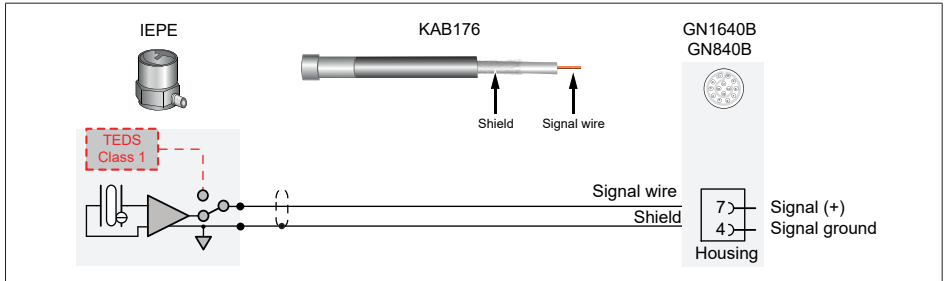 IEPE
KAB176
GN1640B
GN840B
Shield
Signal wire
TEDS
Class 1
Signal wire
Shield
7
Signal (+)
4
Signal ground
Housing